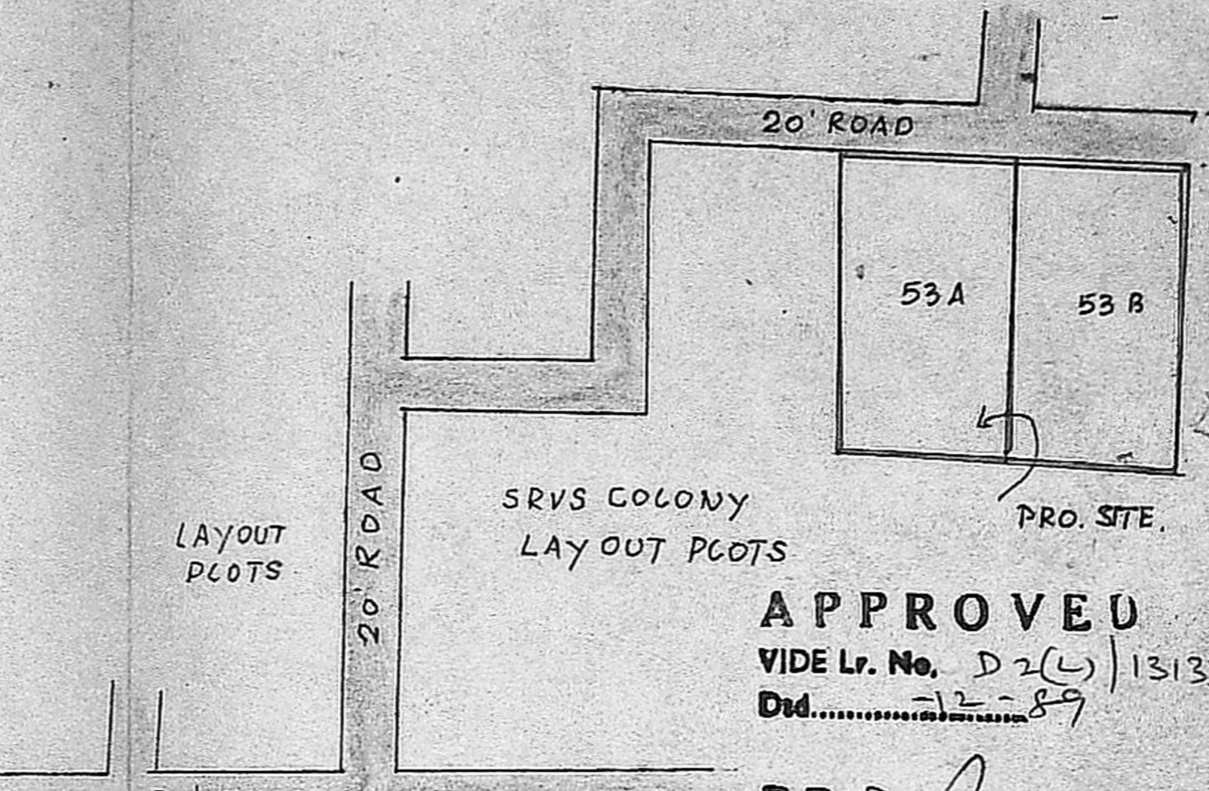 20' ROAD
53 A
53 B
PRO. SITE.
SRVS COLONY
LAYOUT PLOTS
LAYOUT
PLOTS
20' ROAD
APPROVED
VIDE Lr. No. D2(L)/1313
Dtd..............-12-89